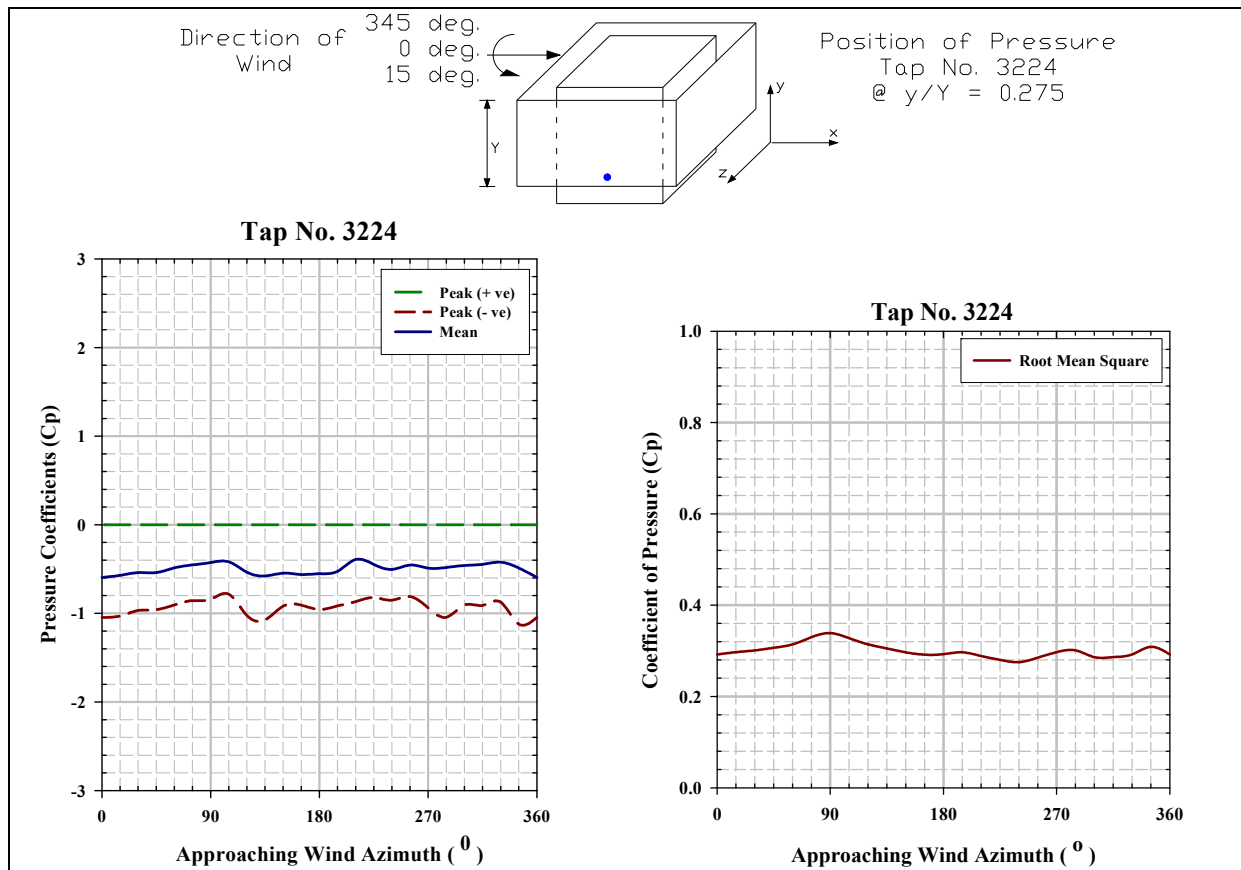 Direction of
Wind
345 deg.
0 deg.
15 deg.
Position of Pressure
Tap No. 3224
@ y/Y = 0.275
Y
y
x
z
Tap No. 3224
Peak (+ ve)
Peak (- ve)
Mean
Pressure Coefficients (Cp)
3
2
1
0
-1
-2
-3
0 90 180 270 360
Approaching Wind Azimuth ( 0 )
Tap No. 3224
Root Mean Square
Coefficient of Pressure (Cp)
1.0
0.8
0.6
0.4
0.2
0.0
0 90 180 270 360
Approaching Wind Azimuth ( o )